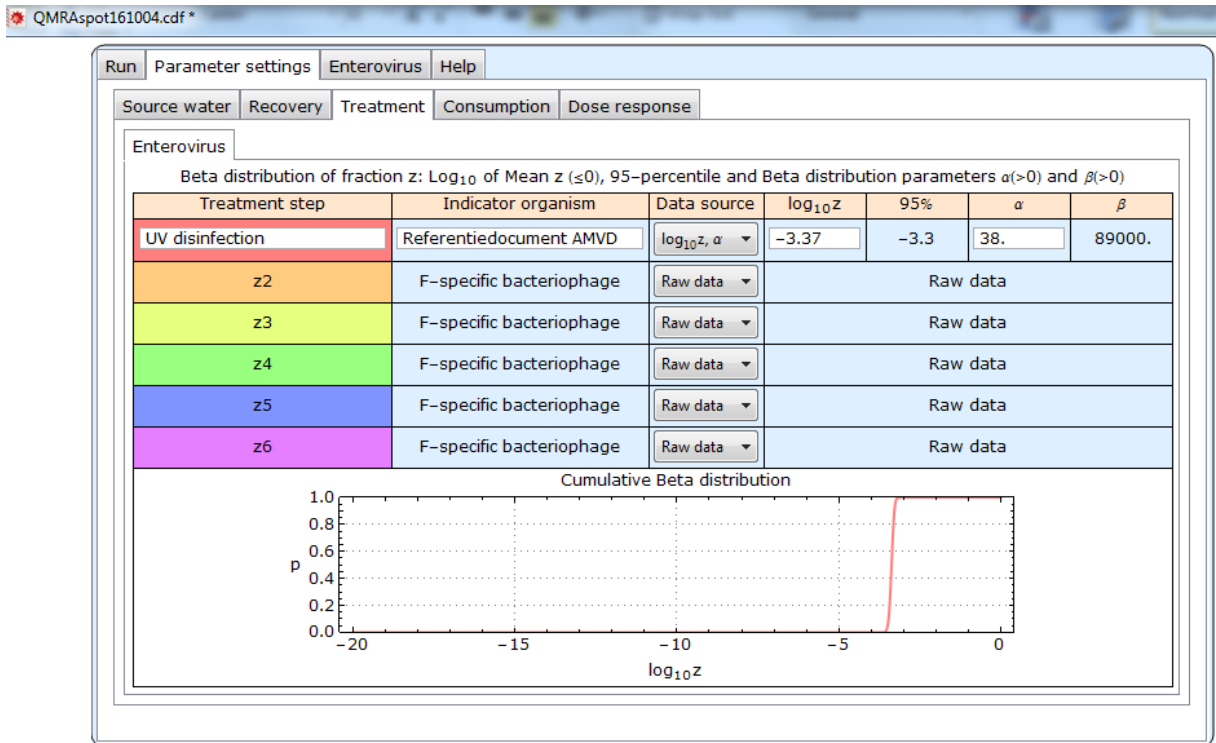 QMRAspot161004.cdf *
Run Parameter settings Enterovirus Help
Source water Recovery Treatment Consumption Dose response
Enterovirus
Beta distribution of fraction z: Log₁₀ of Mean z (≤0), 95–percentile and Beta distribution parameters α(>0) and β(>0)
Treatment step Indicator organism Data source log₁₀z 95% α β
UV disinfection Referentiedocument AMVD log₁₀z, α −3.37 −3.3 38. 89000.
z2 F–specific bacteriophage Raw data Raw data
z3 F–specific bacteriophage Raw data Raw data
z4 F–specific bacteriophage Raw data Raw data
z5 F–specific bacteriophage Raw data Raw data
z6 F–specific bacteriophage Raw data Raw data
Cumulative Beta distribution
1.0
0.8
0.6
p
0.4
0.2
0.0
−20 −15 −10 −5 0
log₁₀z